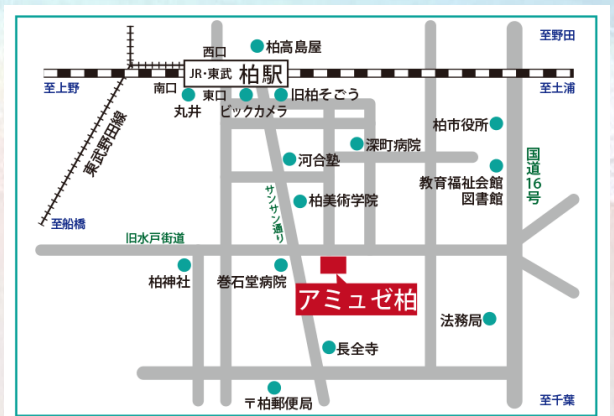 至野田
西口
柏高島屋
JR・東武 柏駅
至上野
南口
東口
至土浦
丸井
ビックカメラ
旧柏そごう
東武野田線
柏市役所
深町病院
河合塾
国道16号
教育福祉会館
図書館
柏美術学院
サンサン通り
至船橋
旧水戸街道
柏神社
巻石堂病院
アミュゼ柏
法務局
長全寺
〒柏郵便局
至千葉